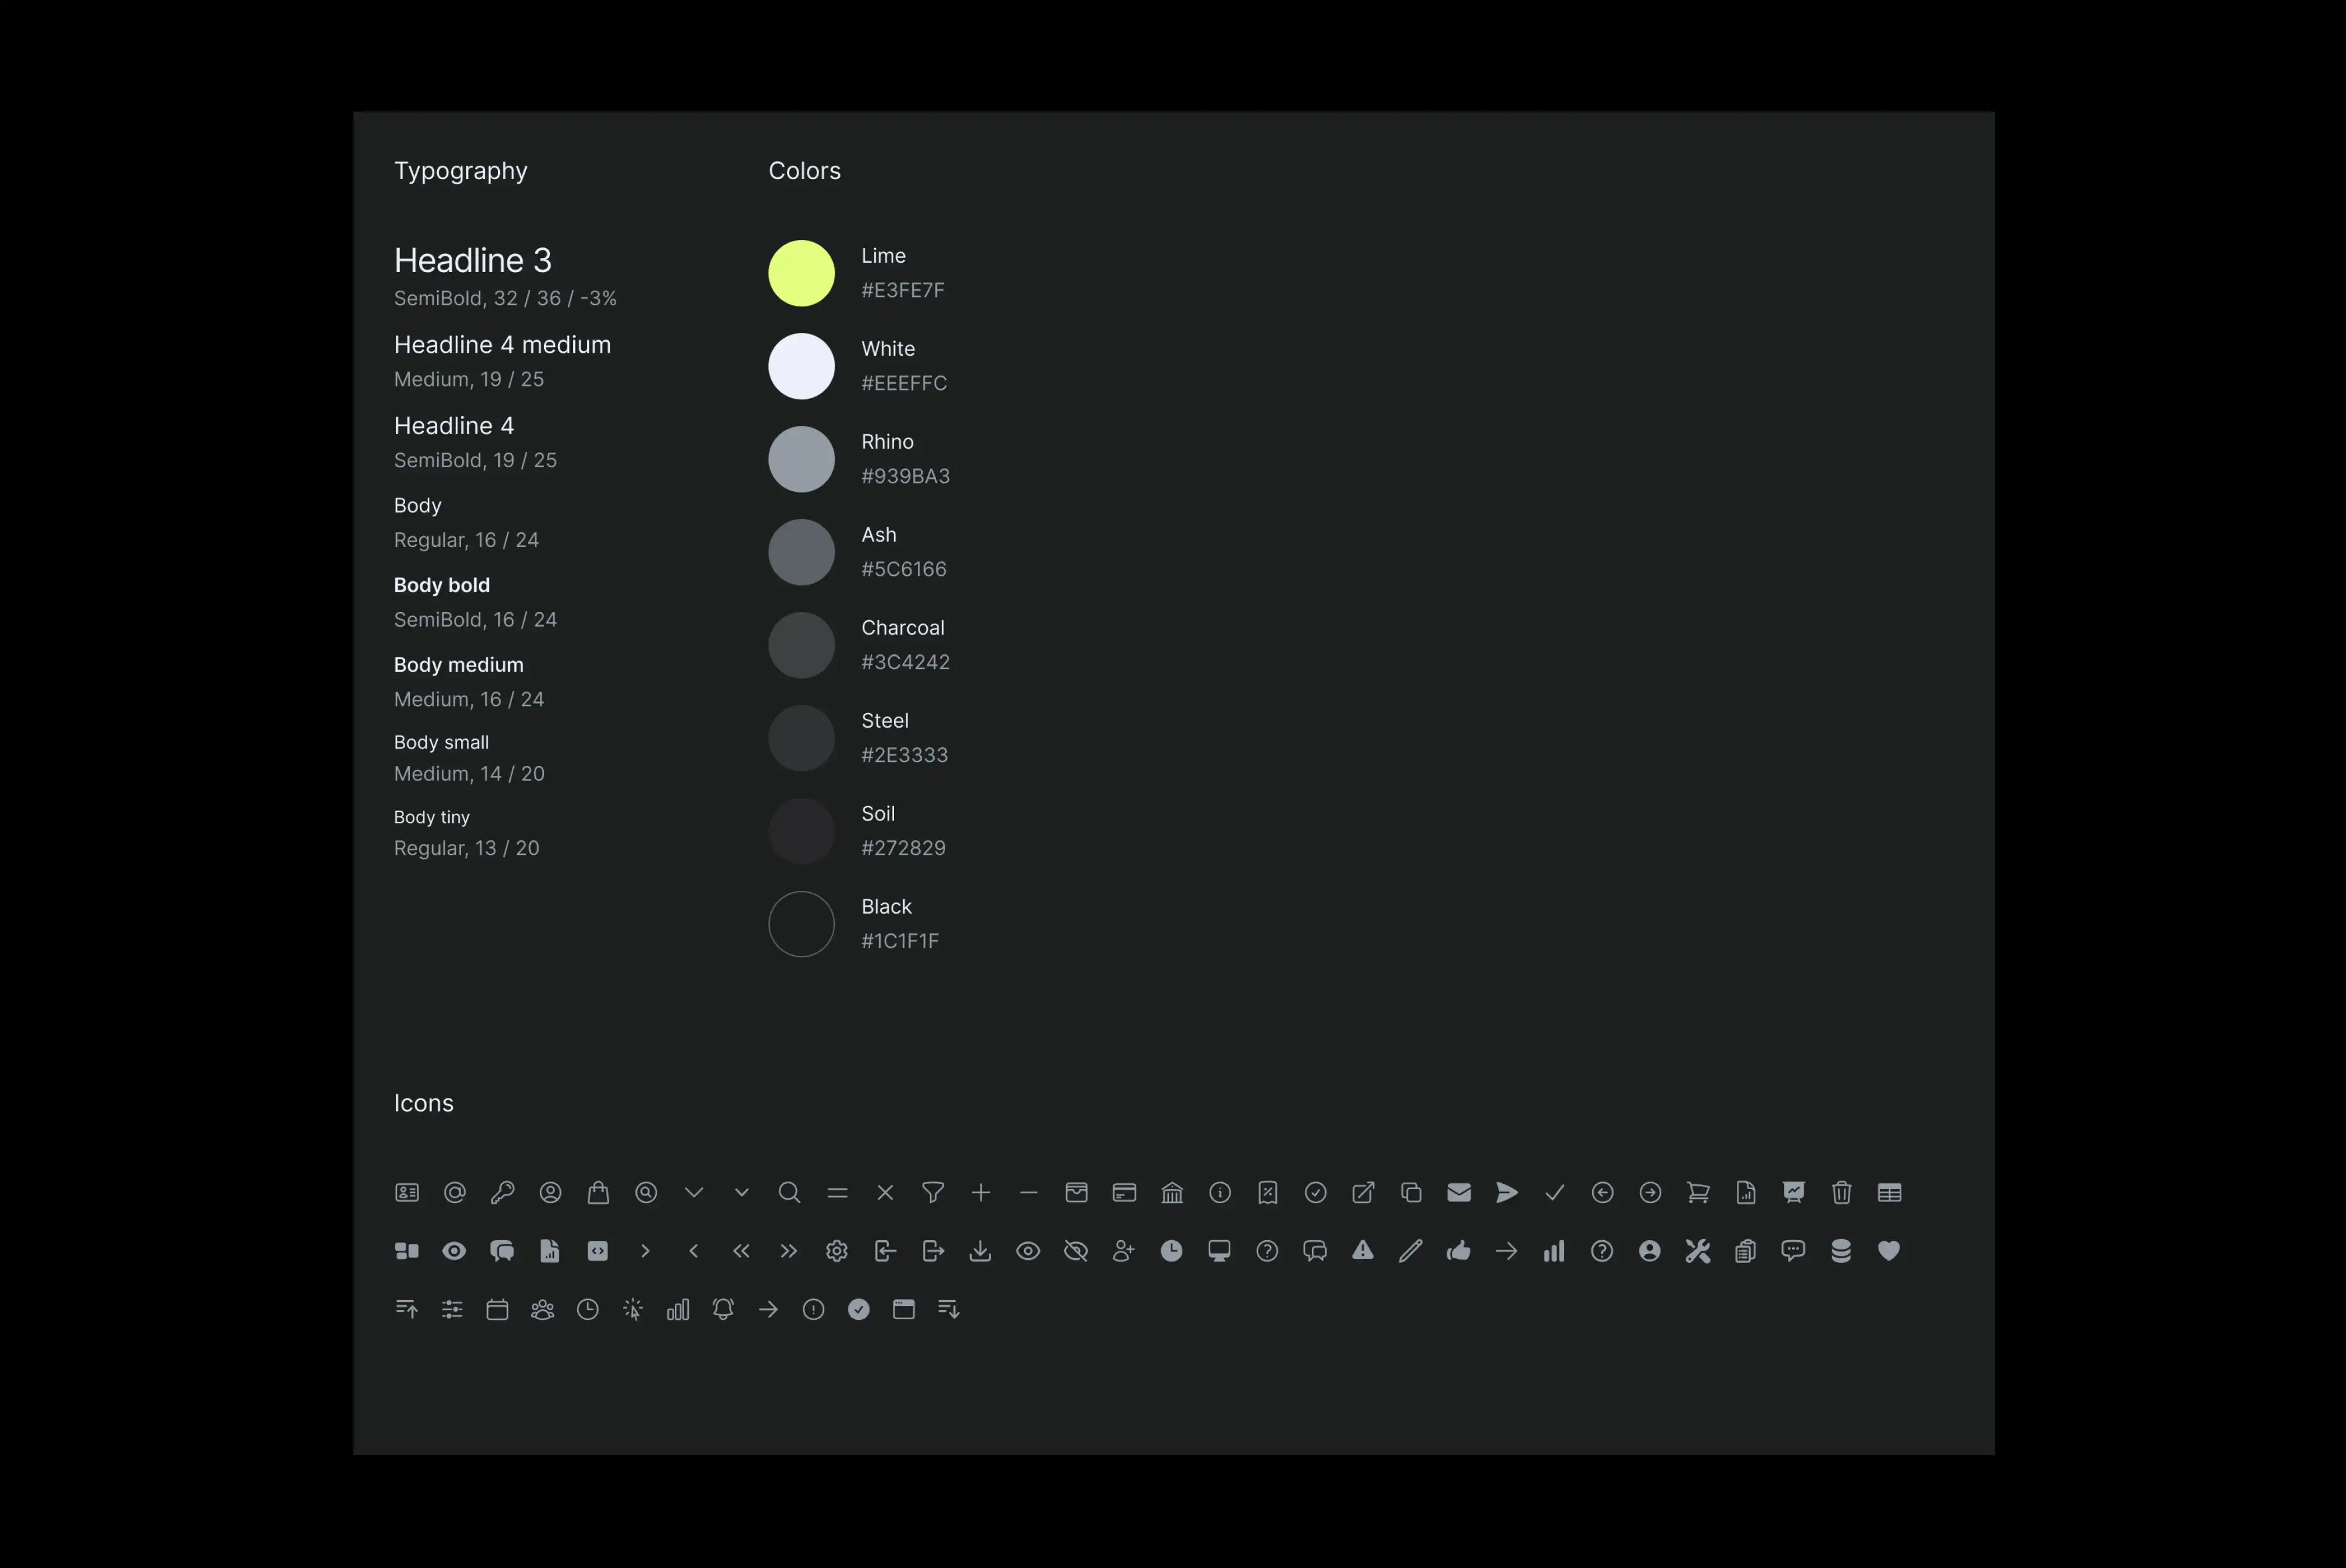 Typography
Headline 3
SemiBold, 32 / 36 / -3%
Headline 4 medium
Medium, 19 / 25
Headline 4
SemiBold, 19 / 25
Body
Regular, 16 / 24
Body bold
SemiBold, 16 / 24
Body medium
Medium, 16 / 24
Body small
Medium, 14 / 20
Body tiny
Regular, 13 / 20
Colors
Lime
#E3FE7F
White
#EEEFFC
Rhino
#939BA3
Ash
#5C6166
Charcoal
#3C4242
Steel
#2E3333
Soil
#272829
Black
#1C1F1F
Icons